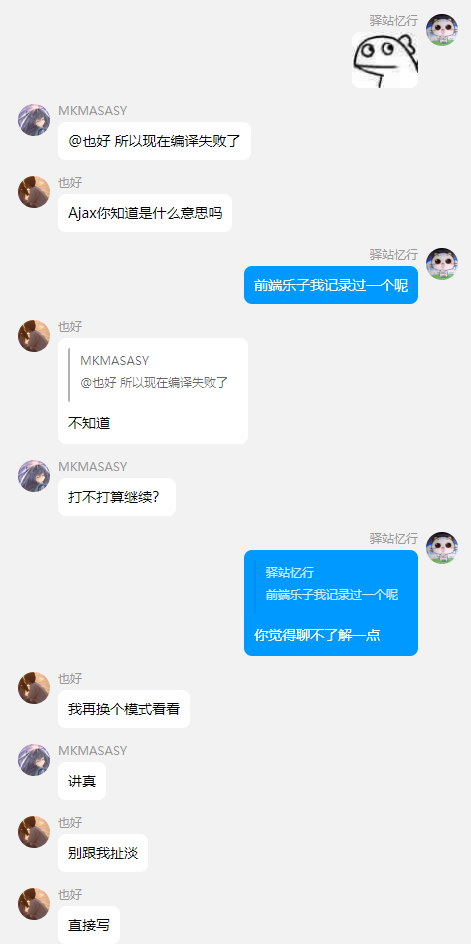 驿站忆行
MKMASASY
@也好 所以现在编译失败了
也好
Ajax你知道是什么意思吗
驿站忆行
前端乐子我记录过一个呢
也好
MKMASASY
@也好 所以现在编译失败了
不知道
MKMASASY
打不打算继续？
驿站忆行
驿站忆行
前端乐子我记录过一个呢
你觉得聊不了解一点
也好
我再换个模式看看
MKMASASY
讲真
也好
别跟我扯淡
也好
直接写